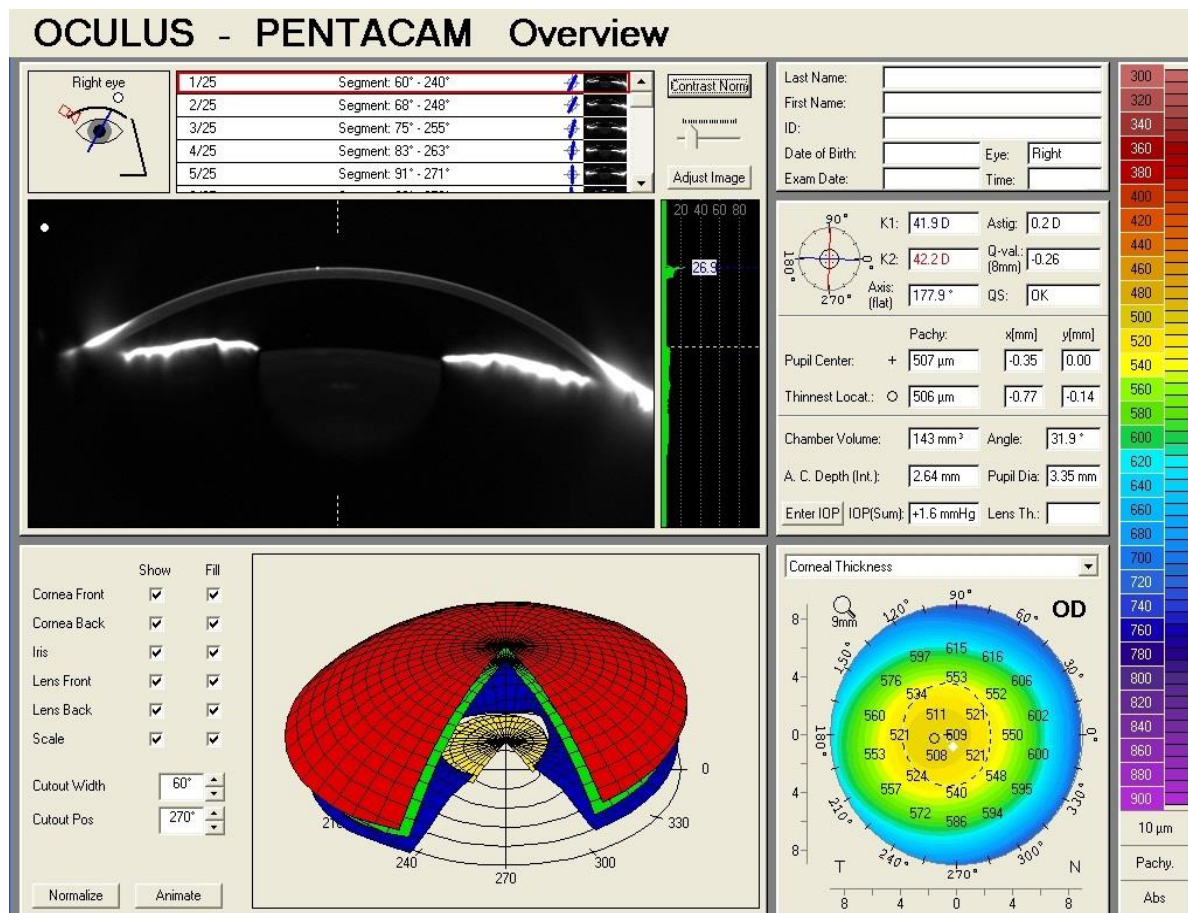 OCULUS - PENTACAM Overview
Right eye
1/25 Segment: 60° - 240°
2/25 Segment: 68° - 248°
3/25 Segment: 75° - 255°
4/25 Segment: 83° - 263°
5/25 Segment: 91° - 271°
Contrast Norm
Adjust Image
20 40 60 80
26.9
Last Name:
First Name:
ID:
Date of Birth:
Eye: Right
Exam Date:
Time:
90°
180°
0°
270°
K1: 41.9 D Astig: 0.2 D
K2: 42.2 D Q-val.: (8mm) -0.26
Axis: (flat) 177.9° QS: OK
Pachy: x[mm] y[mm]
Pupil Center: + 507 µm -0.35 0.00
Thinnest Locat.: O 506 µm -0.77 -0.14
Chamber Volume: 143 mm³ Angle: 31.9°
A. C. Depth (Int.): 2.64 mm Pupil Dia: 3.35 mm
Enter IOP IOP(Sum): +1.6 mmHg Lens Th.:
Show Fill
Cornea Front
Cornea Back
Iris
Lens Front
Lens Back
Scale
Cutout Width 60°
Cutout Pos 270°
Normalize Animate
0
330
300
270
240
Corneal Thickness
OD
9mm
90°
120° 60°
150° 30°
180° 0°
210° 330°
240° 300°
270°
8
4
0
4
8
615
597 616
576 553 606
534 552
560 511 521 602
521 509 550
553 508 521 600
524 548
557 540 595
572 594
586
T N
8 4 0 4 8
300
320
340
360
380
400
420
440
460
480
500
520
540
560
580
600
620
640
660
680
700
720
740
760
780
800
820
840
860
880
900
10 µm
Pachy.
Abs